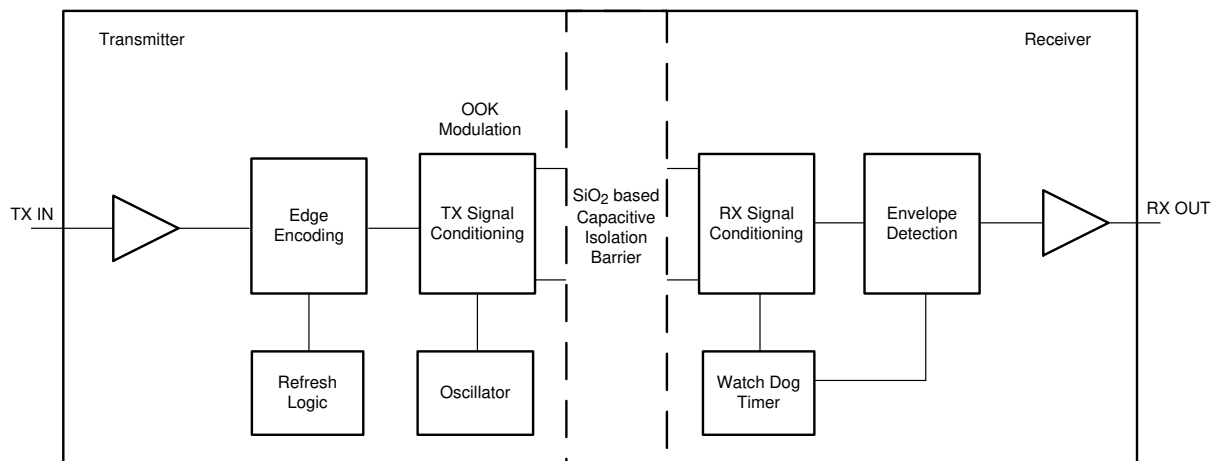 Transmitter
Receiver
OOK
Modulation
TX IN
Edge
Encoding
TX Signal
Conditioning
SiO2 based
Capacitive
Isolation
Barrier
RX Signal
Conditioning
Envelope
Detection
RX OUT
Refresh
Logic
Oscillator
Watch Dog
Timer